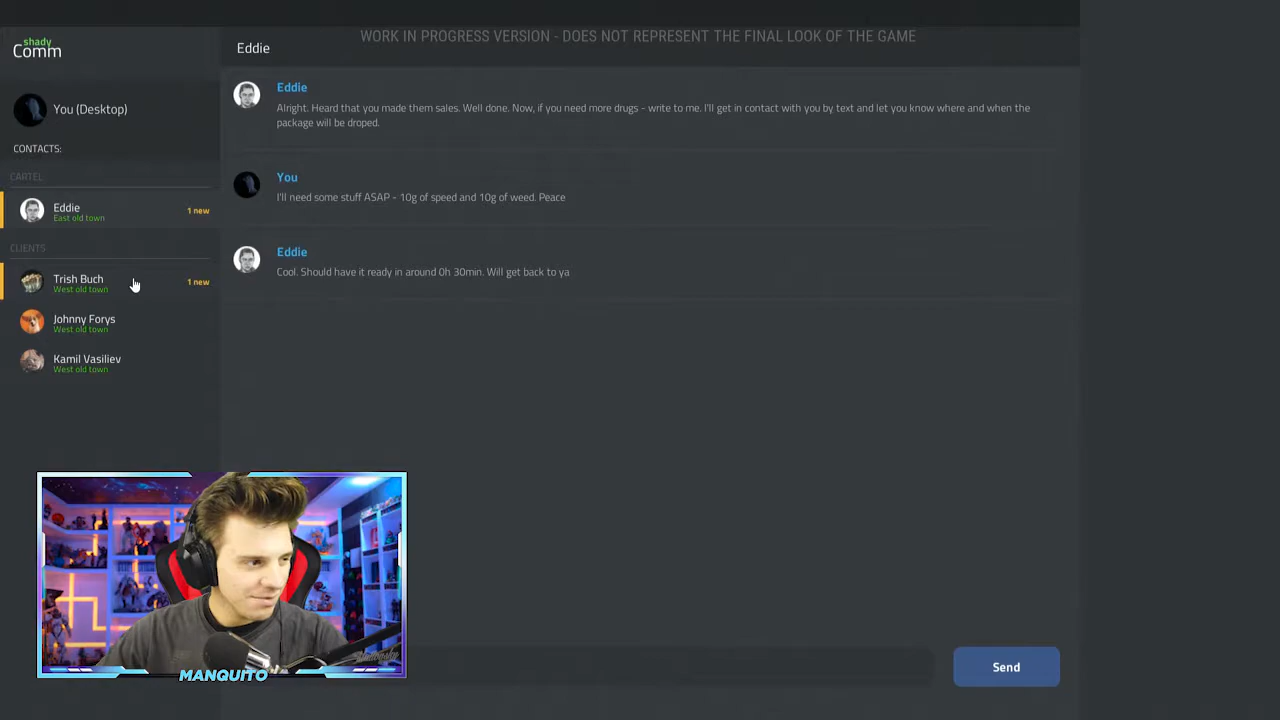 WORK IN PROGRESS VERSION - DOES NOT REPRESENT THE FINAL LOOK OF THE GAME
shady
Comm
You (Desktop)
CONTACTS:
CARTEL
Eddie
East old town
1 new
CLIENTS
Trish Buch
West old town
1 new
Johnny Forys
West old town
Kamil Vasiliev
West old town
Eddie
Eddie
Alright. Heard that you made them sales. Well done. Now, if you need more drugs - write to me. I'll get in contact with you by text and let you know where and when the
package will be droped.
You
I'll need some stuff ASAP - 10g of speed and 10g of weed. Peace
Eddie
Cool. Should have it ready in around 0h 30min. Will get back to ya
Send
MANQUITO